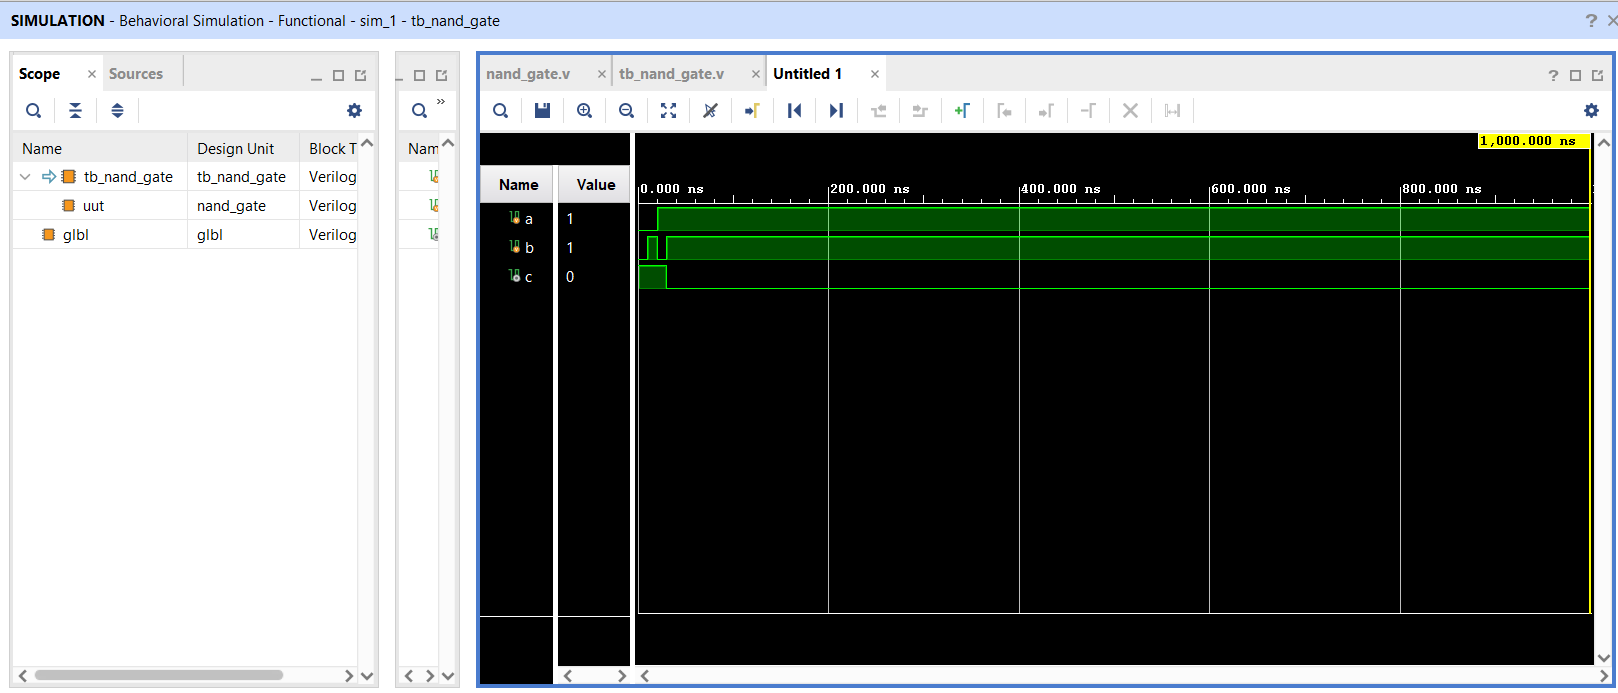 SIMULATION - Behavioral Simulation - Functional - sim_1 - tb_nand_gate
Scope
Sources
Name Design Unit Block T
tb_nand_gate tb_nand_gate Verilog
uut nand_gate Verilog
glbl glbl Verilog
Nam
nand_gate.v
tb_nand_gate.v
Untitled 1
1,000.000 ns
Name Value
0.000 ns 200.000 ns 400.000 ns 600.000 ns 800.000 ns
a 1
b 1
c 0